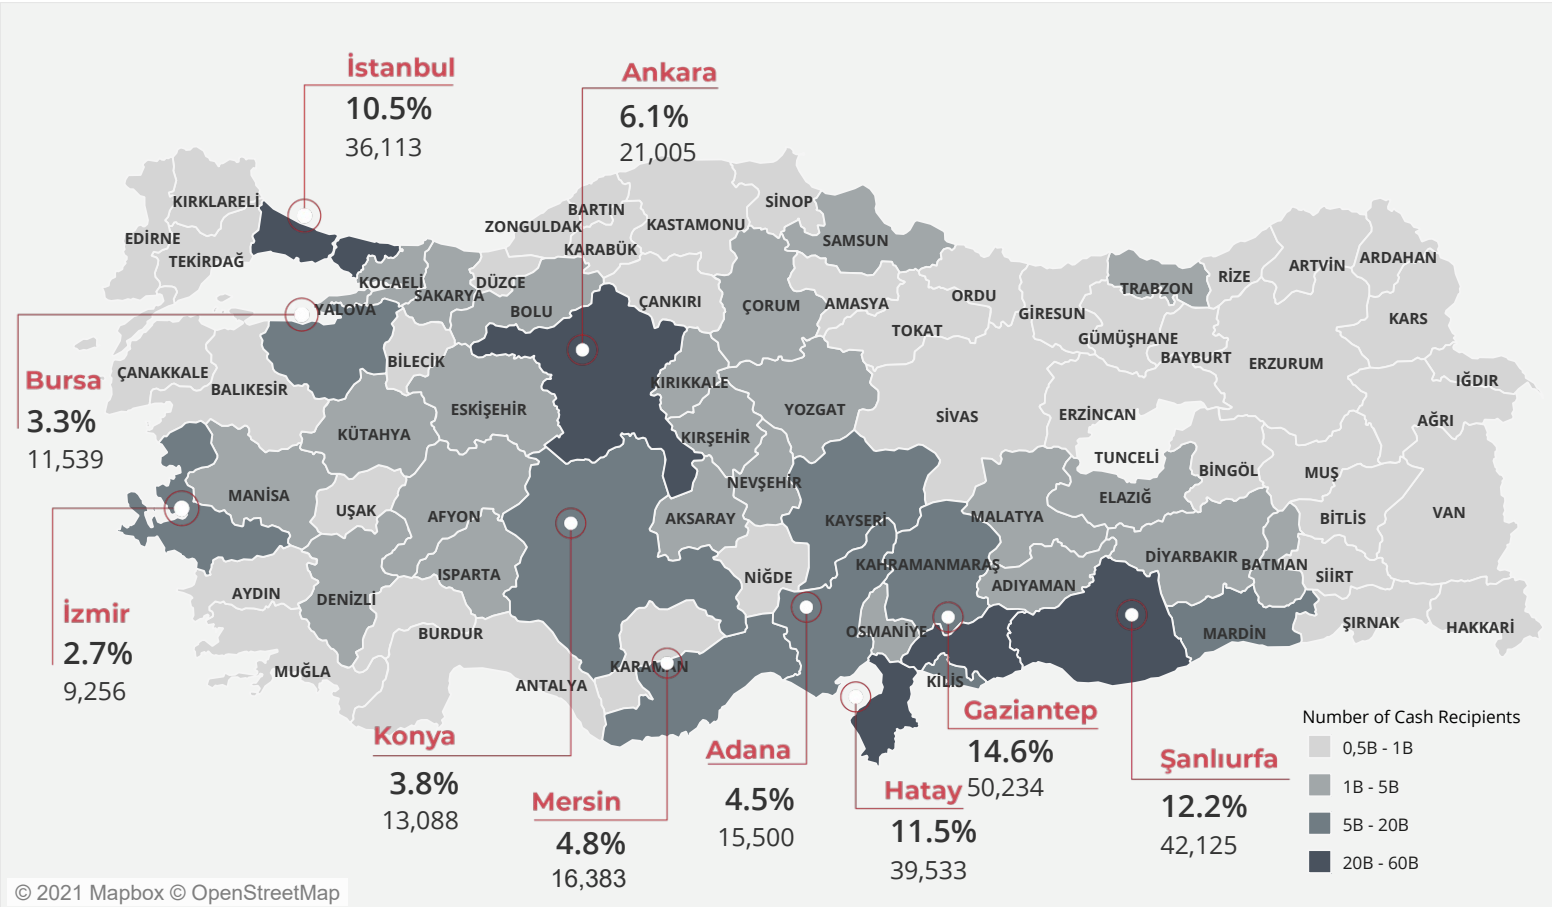 İstanbul
10.5%
36,113
Ankara
6.1%
21,005
KIRKLARELİ
EDİRNE
TEKİRDAĞ
BARTIN
ZONGULDAK
KARABÜK
KASTAMONU
SİNOP
SAMSUN
KOCAELİ
SAKARYA
DÜZCE
YALOVA
BOLU
ÇANKIRI
ÇORUM
AMASYA
TOKAT
ORDU
GİRESUN
TRABZON
RİZE
ARTVİN
ARDAHAN
GÜMÜŞHANE
BAYBURT
ERZURUM
KARS
IĞDIR
AĞRI
Bursa
3.3%
11,539
ÇANAKKALE
BALIKESİR
BİLECİK
ESKİŞEHİR
KÜTAHYA
KIRIKKALE
KIRŞEHİR
YOZGAT
SİVAS
ERZİNCAN
TUNCELİ
BİNGÖL
MUŞ
MANİSA
UŞAK
AFYON
NEVŞEHİR
AKSARAY
KAYSERİ
MALATYA
ELAZIĞ
BİTLİS
VAN
DİYARBAKIR
BATMAN
SİİRT
ISPARTA
NİĞDE
KAHRAMANMARAŞ
ADIYAMAN
İzmir
2.7%
9,256
AYDIN
DENİZLİ
BURDUR
MUĞLA
ANTALYA
KARAMAN
OSMANİYE
KİLİS
MARDİN
ŞIRNAK
HAKKARİ
Konya
3.8%
13,088
Mersin
4.8%
16,383
Adana
4.5%
15,500
Hatay
11.5%
39,533
Gaziantep
14.6%
50,234
Şanlıurfa
12.2%
42,125
Number of Cash Recipients
0,5B - 1B
1B - 5B
5B - 20B
20B - 60B
© 2021 Mapbox © OpenStreetMap